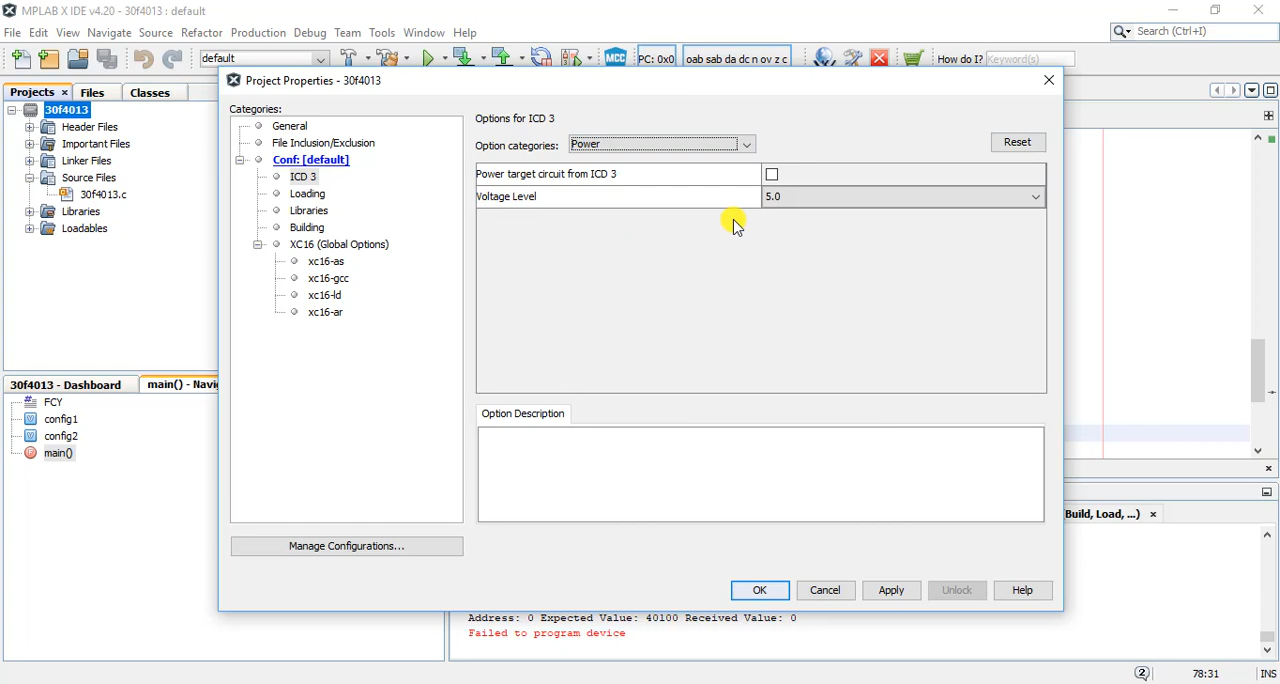 MPLAB X IDE v4.20 - 30f4013 : default
File Edit View Navigate Source Refactor Production Debug Team Tools Window Help
Search (Ctrl+I)
default
MCC
PC: 0x0
oab sab da dc n ov z c
How do I?
Keyword(s)
Projects
Files
Classes
30f4013
Header Files
Important Files
Linker Files
Source Files
30f4013.c
Libraries
Loadables
30f4013 - Dashboard
main() - Navi
FCY
config1
config2
main()
Project Properties - 30f4013
Categories:
General
File Inclusion/Exclusion
Conf: [default]
ICD 3
Loading
Libraries
Building
XC16 (Global Options)
xc16-as
xc16-gcc
xc16-ld
xc16-ar
Manage Configurations...
Options for ICD 3
Option categories: Power
Reset
Power target circuit from ICD 3
Voltage Level 5.0
Option Description
OK Cancel Apply Unlock Help
Build, Load, ...)
Address: 0 Expected Value: 40100 Received Value: 0
Failed to program device
2
78:31
INS